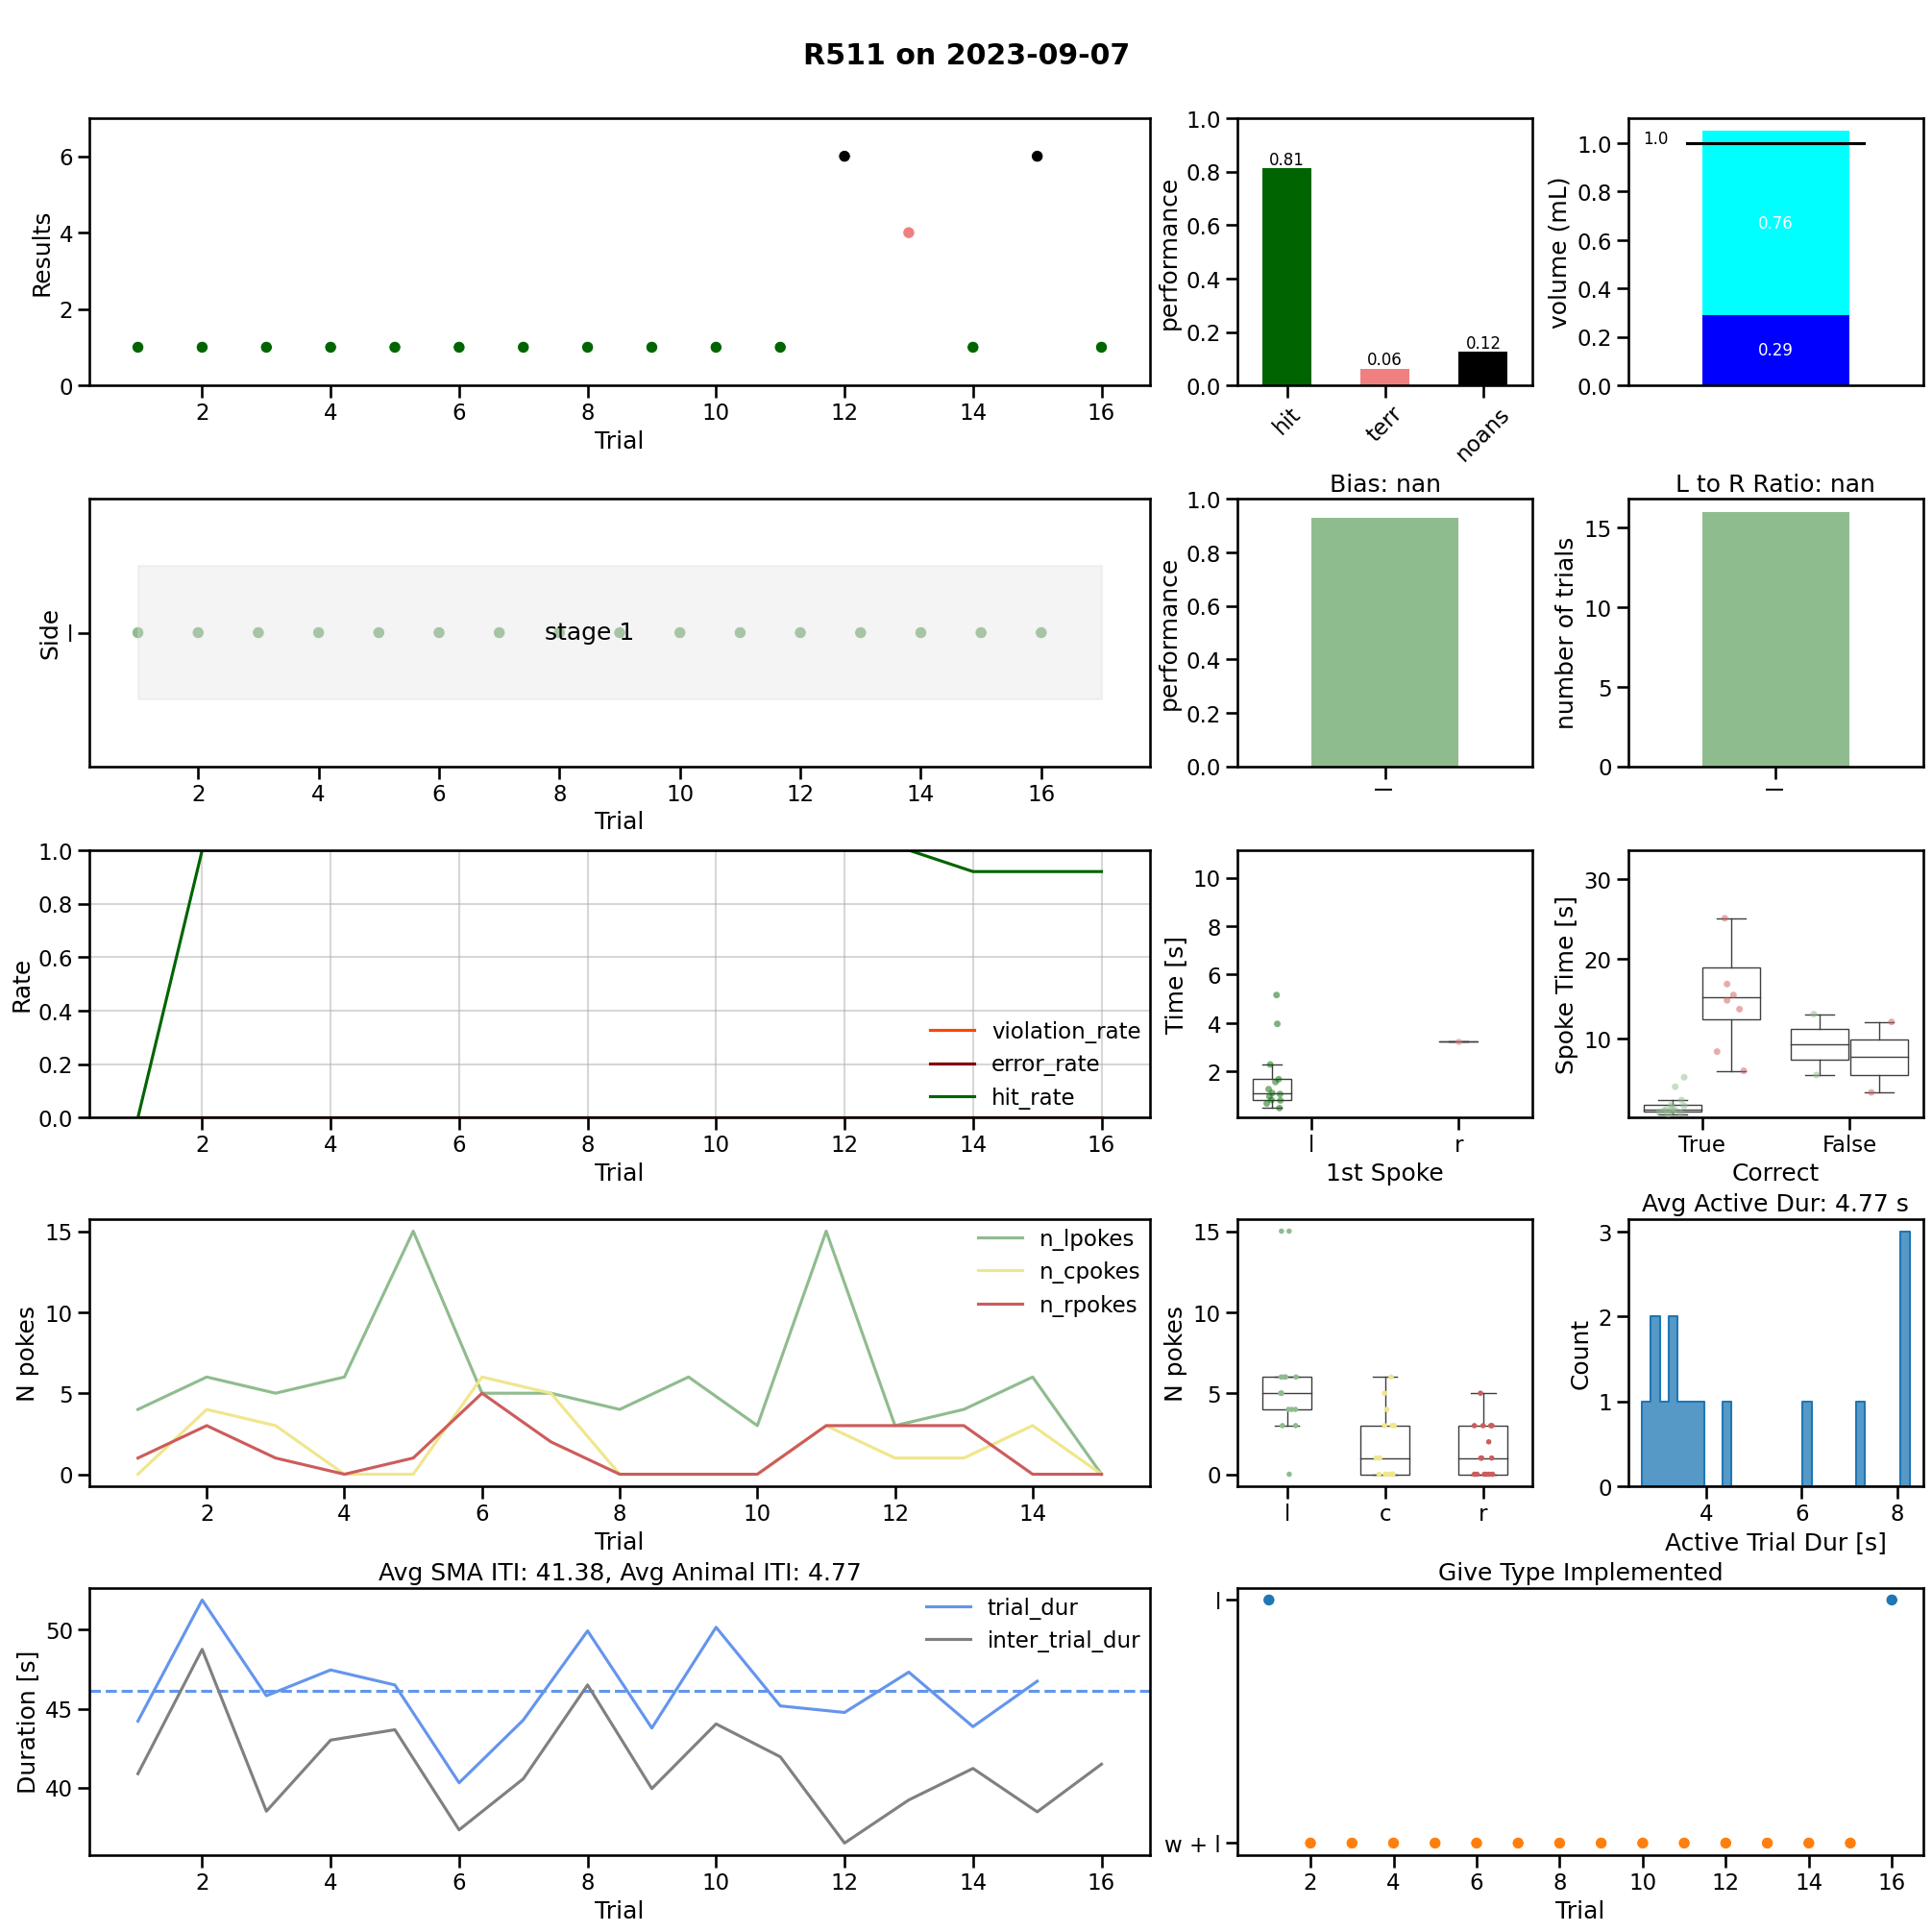 R511 on 2023-09-07
Results
6
4
2
0
2 4 6 8 10 12 14 16
Trial
performance
1.0
0.8
0.6
0.4
0.2
0.0
0.81
0.06
0.12
hit terr noans
volume (mL)
1.0
0.8
0.6
0.4
0.2
0.0
1.0
0.76
0.29
Side
l
stage 1
2 4 6 8 10 12 14 16
Trial
Bias: nan
performance
1.0
0.8
0.6
0.4
0.2
0.0
l
L to R Ratio: nan
number of trials
15
10
5
0
l
Rate
1.0
0.8
0.6
0.4
0.2
0.0
violation_rate
error_rate
hit_rate
2 4 6 8 10 12 14 16
Trial
Time [s]
10
8
6
4
2
l r
1st Spoke
Spoke Time [s]
30
20
10
True False
Correct
N pokes
15
10
5
0
n_lpokes
n_cpokes
n_rpokes
2 4 6 8 10 12 14
Trial
N pokes
15
10
5
0
l c r
Avg Active Dur: 4.77 s
Count
3
2
1
0
4 6 8
Active Trial Dur [s]
Avg SMA ITI: 41.38, Avg Animal ITI: 4.77
Duration [s]
50
45
40
trial_dur
inter_trial_dur
2 4 6 8 10 12 14 16
Trial
Give Type Implemented
l
w + l
2 4 6 8 10 12 14 16
Trial